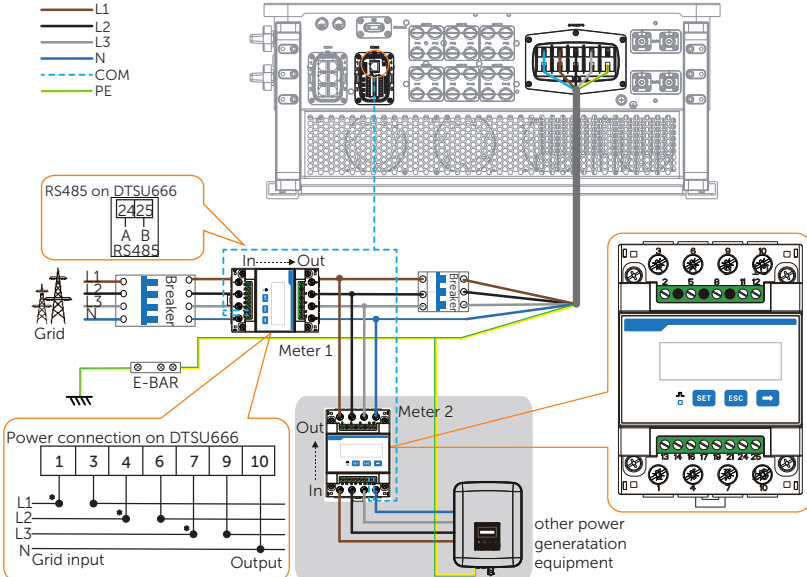 L1
L2
L3
N
COM
PE
RS485 on DTSU666
24 25
A B
RS485
In Out
L1
L2
L3
N
Grid
Breaker
Breaker
Meter 1
E-BAR
Meter 2
Out
In
Power connection on DTSU666
1 3 4 6 7 9 10
* L1
L2 *
L3 *
N
Grid input
Output
other power
generatation
equipment
3 6 9 10
2 5 8 11 12
SET ESC
13 14 16 17 19 21 24 25
1 4 7 10